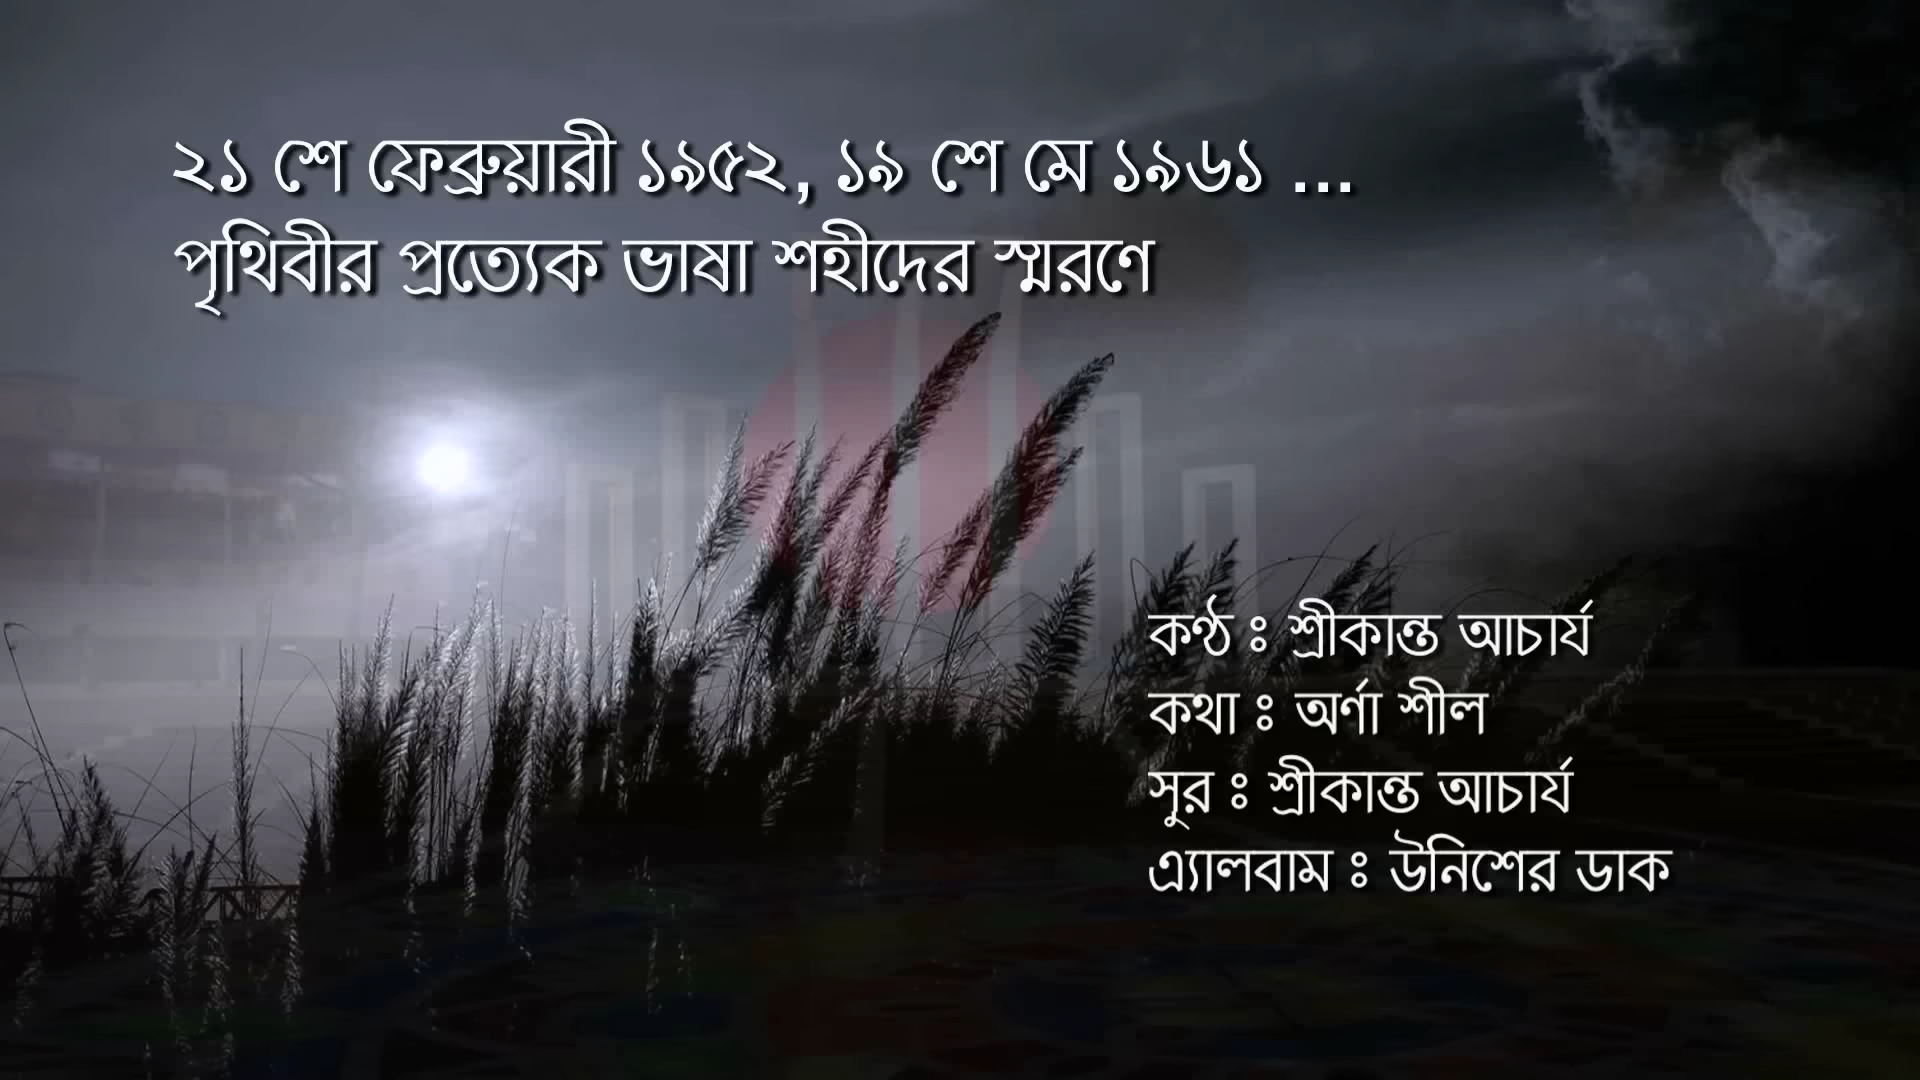 ২১ শে ফেব্রুয়ারী ১৯৫২, ১৯ শে মে ১৯৬১ ...
পৃথিবীর প্রত্যেক ভাষা শহীদের স্মরণে
কণ্ঠ ঃ শ্রীকান্ত আচার্য
কথা ঃ অর্ণা শীল
সুর ঃ শ্রীকান্ত আচার্য
এ্যালবাম ঃ উনিশের ডাক